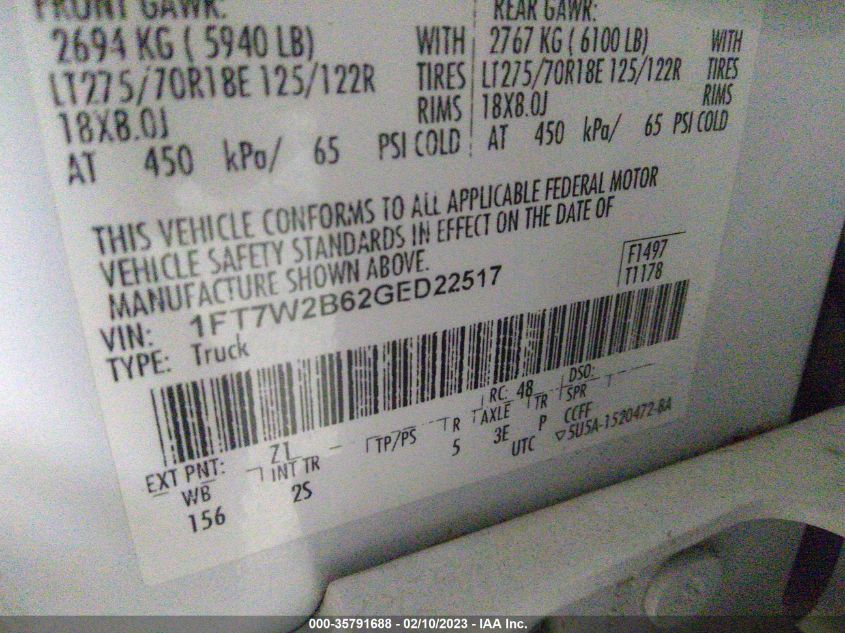 FRONT GAWR:
2694 KG ( 5940 LB) WITH
LT275/70R18E 125/122R TIRES
18X8.0J RIMS
AT 450 kPa/ 65 PSI COLD
REAR GAWR:
2767 KG ( 6100 LB) WITH
LT275/70R18E 125/122R TIRES
18X8.0J RIMS
AT 450 kPa/ 65 PSI COLD
THIS VEHICLE CONFORMS TO ALL APPLICABLE FEDERAL MOTOR
VEHICLE SAFETY STANDARDS IN EFFECT ON THE DATE OF
MANUFACTURE SHOWN ABOVE.
F1497
T1178
VIN: 1FT7W2B62GED22517
TYPE: Truck
EXT PNT: Z1 RC: 48 DSO:
WB INT TR TP/PS R AXLE TR SPR
156 2S 5 3E P CCFF
UTC ▽5U5A-1520472-BA
000-35791688 - 02/10/2023 - IAA Inc.